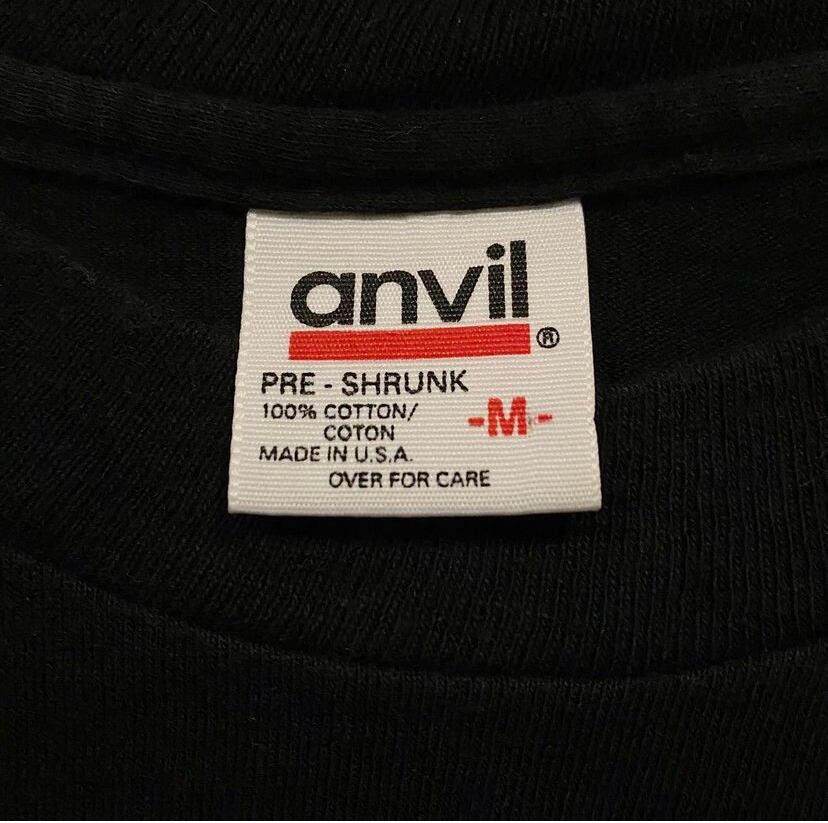 anvil®
PRE - SHRUNK
100% COTTON/
COTON
-M-
MADE IN U.S.A.
OVER FOR CARE